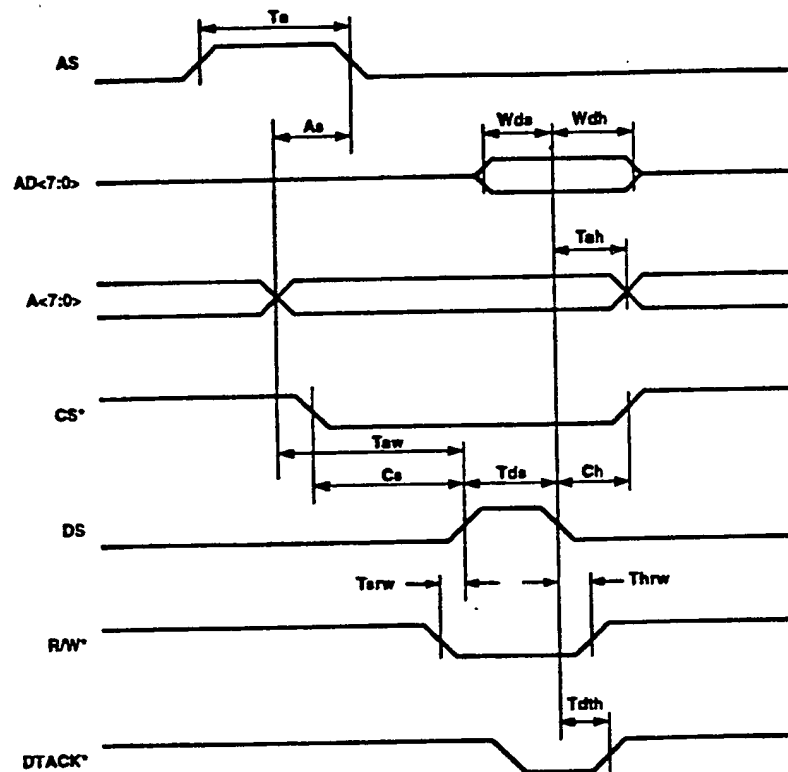 Ta
AS
As
Wds
Wdh
AD<7:0>
Tah
A<7:0>
CS*
Taw
Cs
Tds
Ch
DS
Tsrw
Thrw
R/W*
Tdth
DTACK*